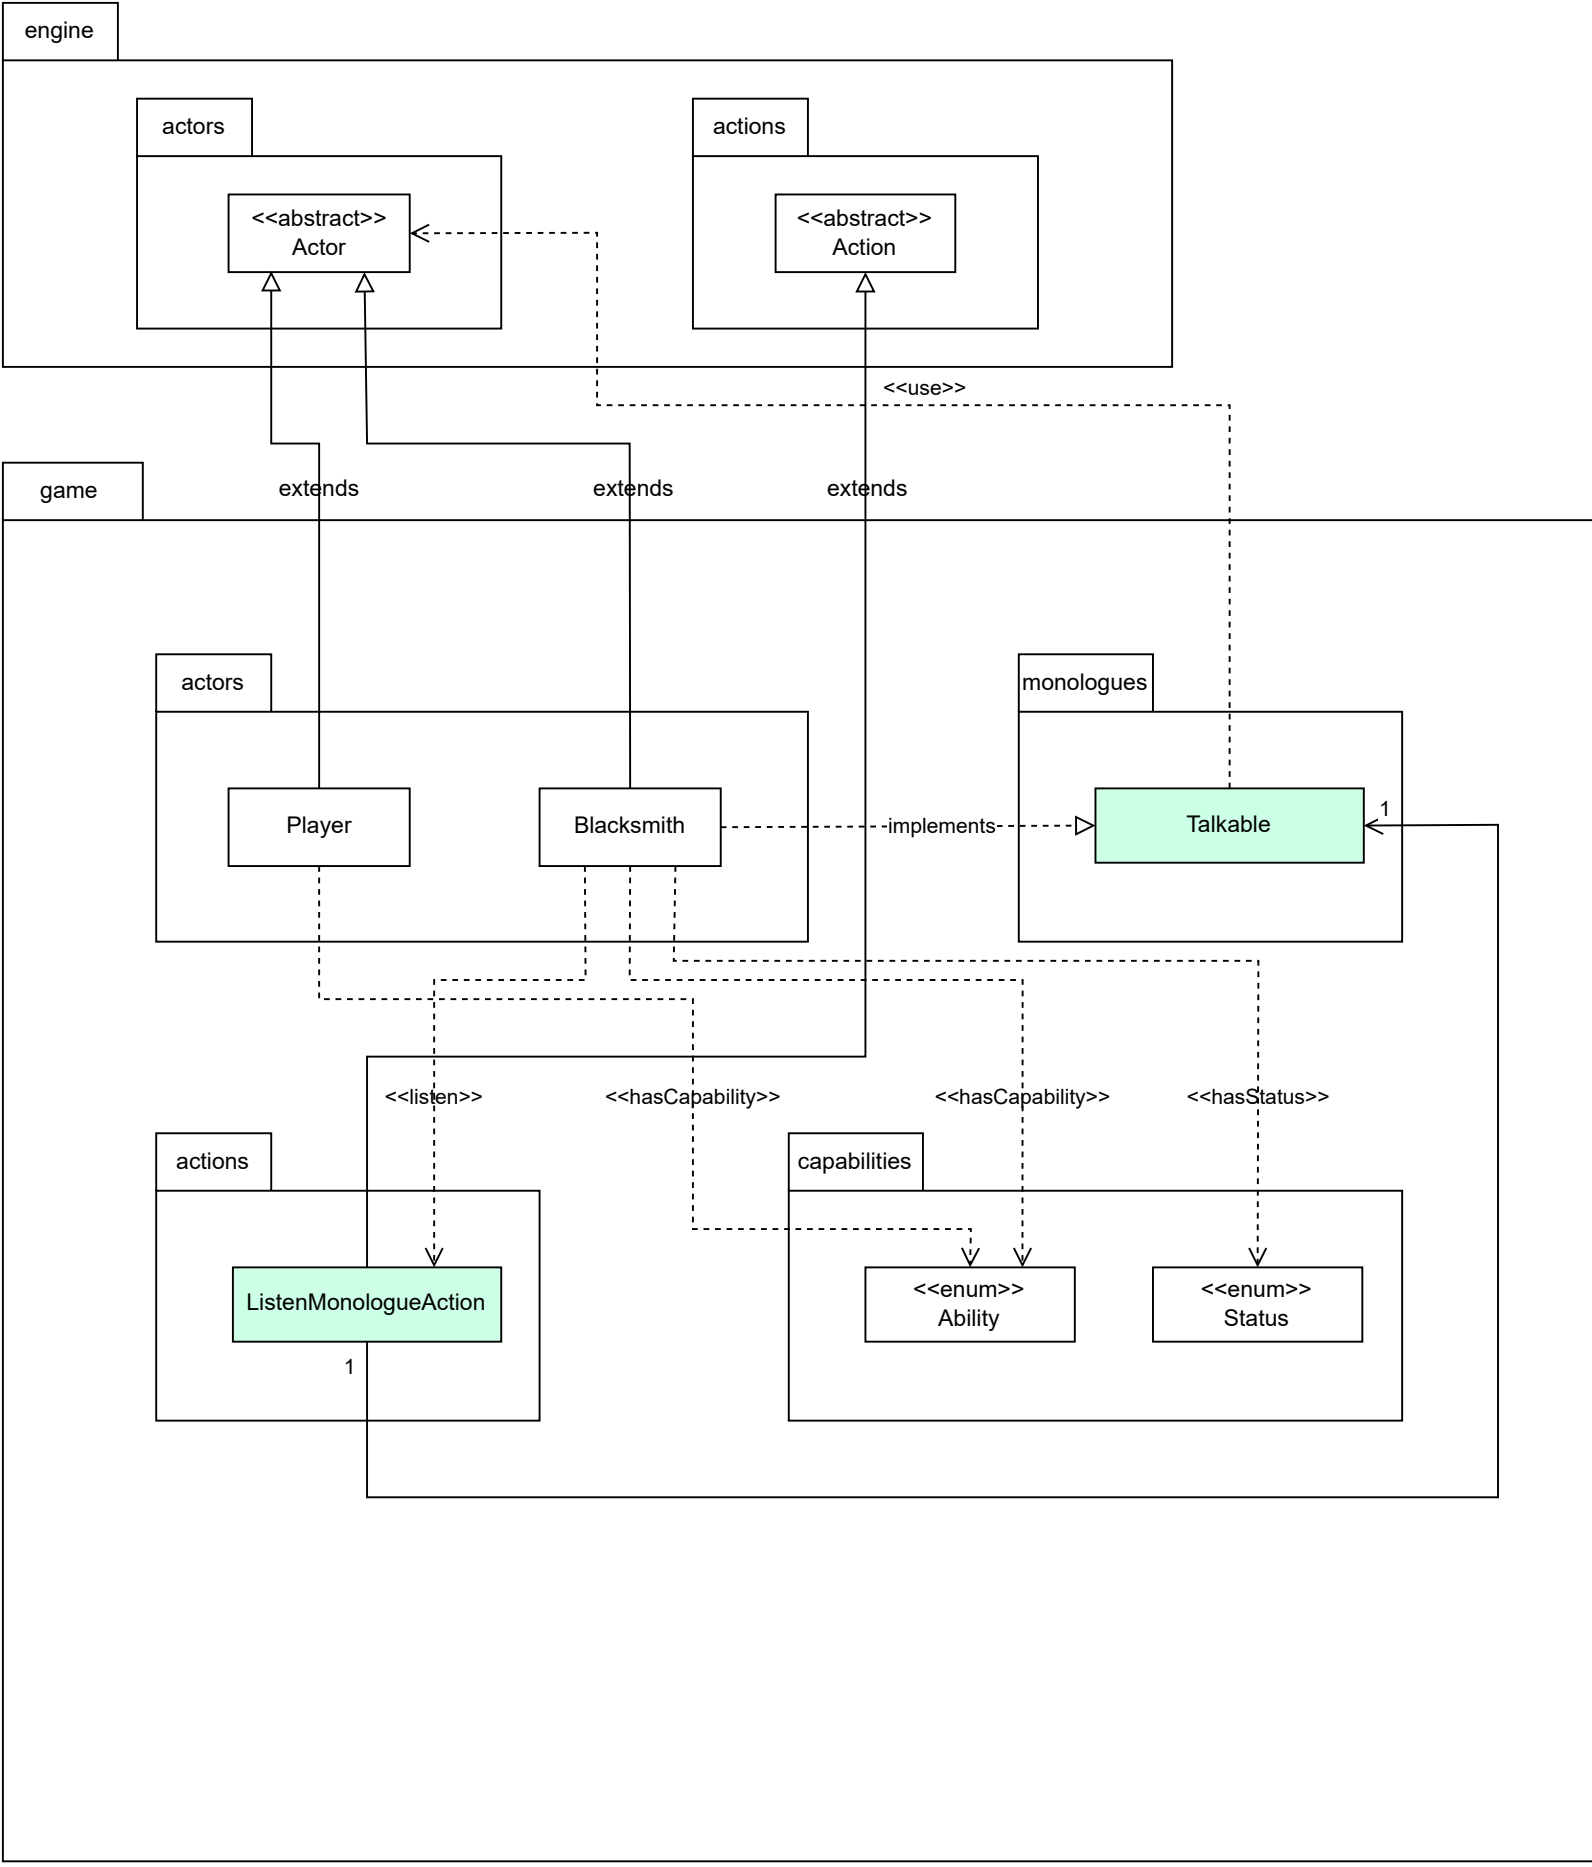 engine
actors
actions
<<abstract>>
Actor
<<abstract>>
Action
<<use>>
game
extends
extends
extends
actors
monologues
Player
Blacksmith
implements
Talkable
1
<<listen>>
<<hasCapability>>
<<hasCapability>>
<<hasStatus>>
actions
capabilities
ListenMonologueAction
<<enum>>
Ability
<<enum>>
Status
1